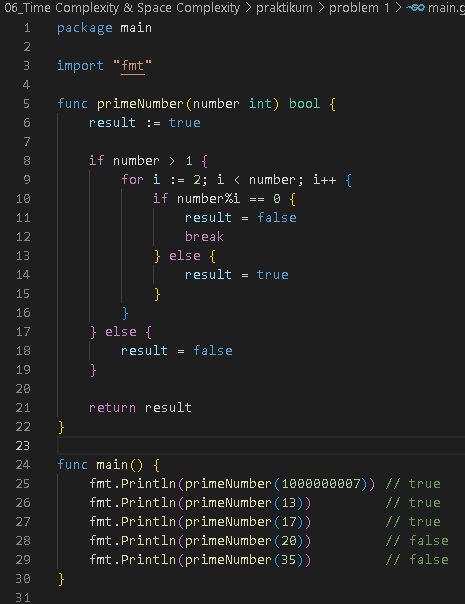 06_Time Complexity & Space Complexity > praktikum > problem 1 > main.g
1 package main
2
3 import "fmt"
4
5 func primeNumber(number int) bool {
6     result := true
7
8     if number > 1 {
9         for i := 2; i < number; i++ {
10             if number%i == 0 {
11                 result = false
12                 break
13             } else {
14                 result = true
15             }
16         }
17     } else {
18         result = false
19     }
20
21     return result
22 }
23
24 func main() {
25     fmt.Println(primeNumber(1000000007)) // true
26     fmt.Println(primeNumber(13))         // true
27     fmt.Println(primeNumber(17))         // true
28     fmt.Println(primeNumber(20))         // false
29     fmt.Println(primeNumber(35))         // false
30 }
31